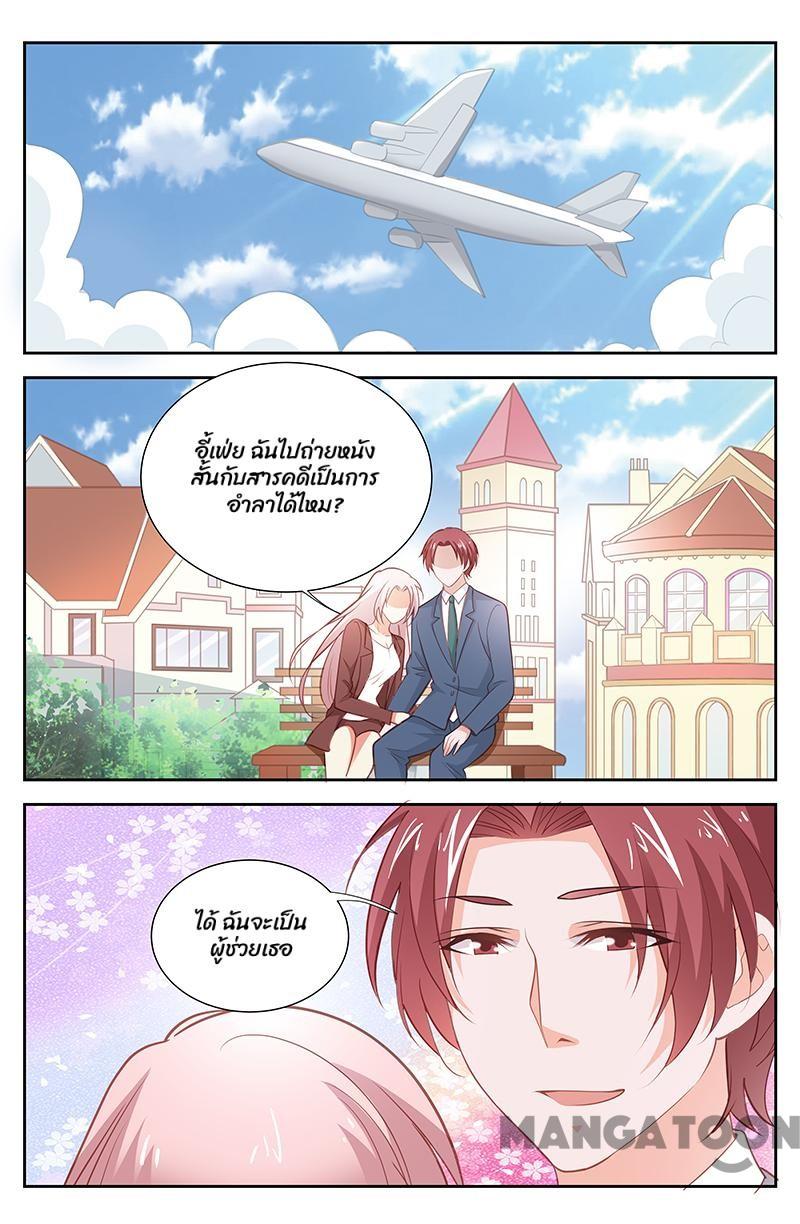 อี้เฟ่ย ฉันไปถ่ายหนัง
สั้นกับสารคดีเป็นการ
อำลาได้ไหม?
ได้ ฉันจะเป็น
ผู้ช่วยเธอ
MANGATOON